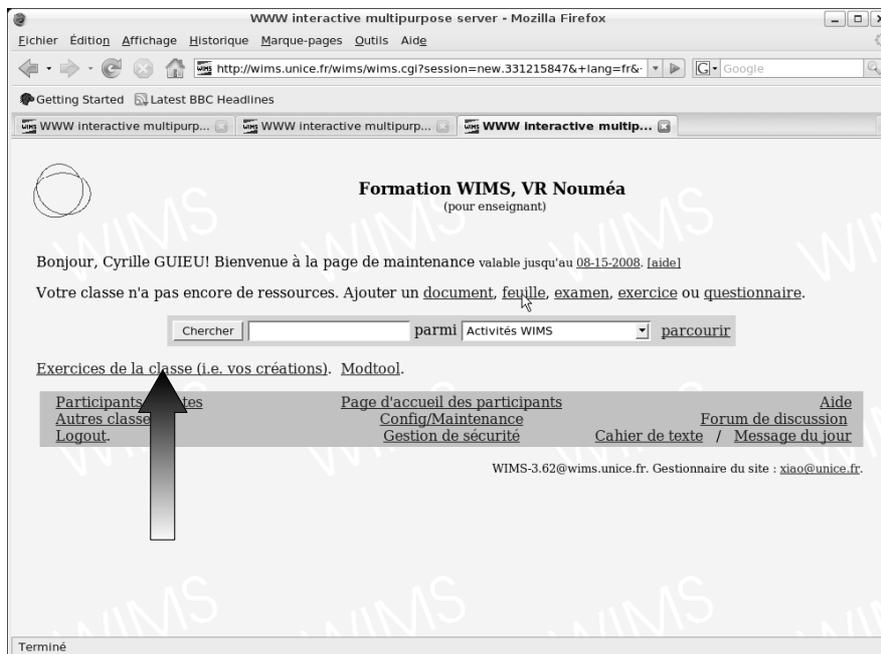 WWW interactive multipurpose server - Mozilla Firefox
Fichier Édition Affichage Historique Marque-pages Outils Aide
http://wims.unice.fr/wims/wims.cgi?session=new.331215847&+lang=fr&- Google
Getting Started Latest BBC Headlines
WWW interactive multipurp... WWW interactive multipurp... WWW interactive multip...
Formation WIMS, VR Nouméa
(pour enseignant)
Bonjour, Cyrille GUIEU! Bienvenue à la page de maintenance valable jusqu'au 08-15-2008. [aide]
Votre classe n'a pas encore de ressources. Ajouter un document, feuille, examen, exercice ou questionnaire.
Chercher parmi Activités WIMS parcourir
Exercices de la classe (i.e. vos créations). Modtool.
Participants tes Page d'accueil des participants Aide
Autres classe Config/Maintenance Forum de discussion
Logout. Gestion de sécurité Cahier de texte / Message du jour
WIMS-3.62@wims.unice.fr. Gestionnaire du site : xiao@unice.fr.
Terminé